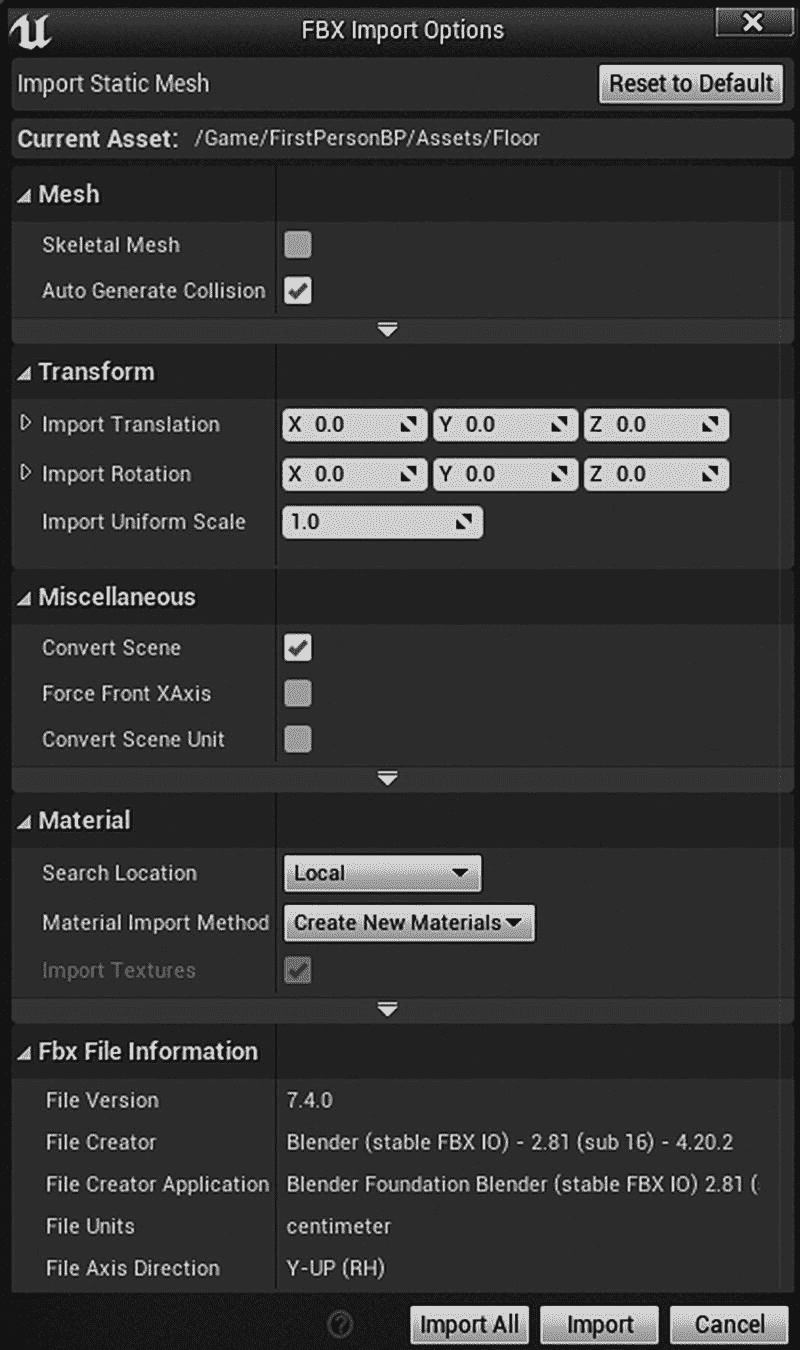 FBX Import Options
Import Static Mesh
Reset to Default
Current Asset: /Game/FirstPersonBP/Assets/Floor
Mesh
Skeletal Mesh
Auto Generate Collision
Transform
Import Translation X 0.0 Y 0.0 Z 0.0
Import Rotation X 0.0 Y 0.0 Z 0.0
Import Uniform Scale 1.0
Miscellaneous
Convert Scene
Force Front XAxis
Convert Scene Unit
Material
Search Location Local
Material Import Method Create New Materials
Import Textures
Fbx File Information
File Version 7.4.0
File Creator Blender (stable FBX IO) - 2.81 (sub 16) - 4.20.2
File Creator Application Blender Foundation Blender (stable FBX IO) 2.81 (
File Units centimeter
File Axis Direction Y-UP (RH)
? Import All Import Cancel